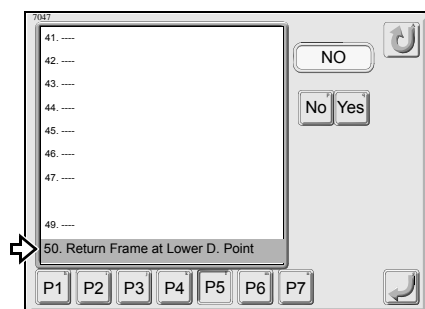 7047
41. ----
42. ----
43. ----
44. ----
45. ----
46. ----
47. ----
49. ----
50. Return Frame at Lower D. Point
NO
No Yes
P1 P2 P3 P4 P5 P6 P7